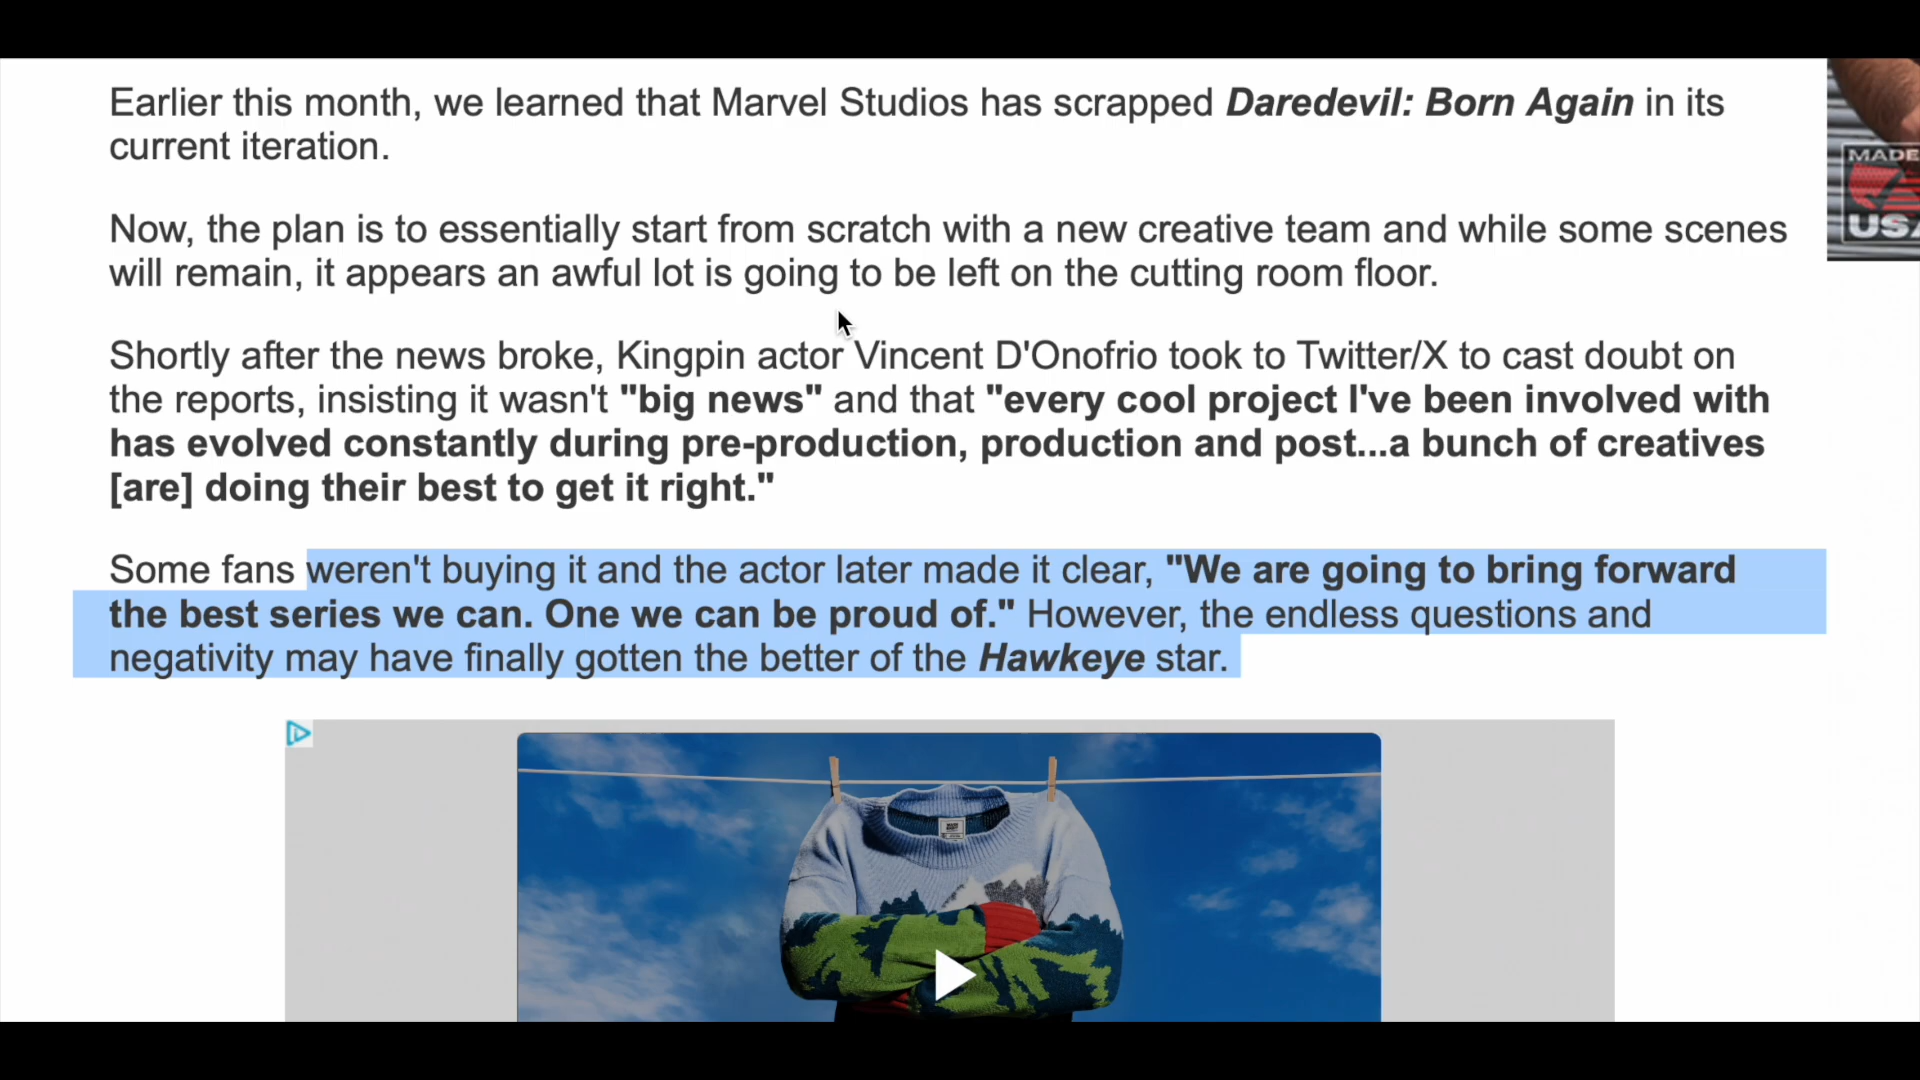 Earlier this month, we learned that Marvel Studios has scrapped Daredevil: Born Again in its
current iteration.
Now, the plan is to essentially start from scratch with a new creative team and while some scenes
will remain, it appears an awful lot is going to be left on the cutting room floor.
Shortly after the news broke, Kingpin actor Vincent D'Onofrio took to Twitter/X to cast doubt on
the reports, insisting it wasn't "big news" and that "every cool project I've been involved with
has evolved constantly during pre-production, production and post...a bunch of creatives
[are] doing their best to get it right."
Some fans weren't buying it and the actor later made it clear, "We are going to bring forward
the best series we can. One we can be proud of." However, the endless questions and
negativity may have finally gotten the better of the Hawkeye star.
MADE
USA